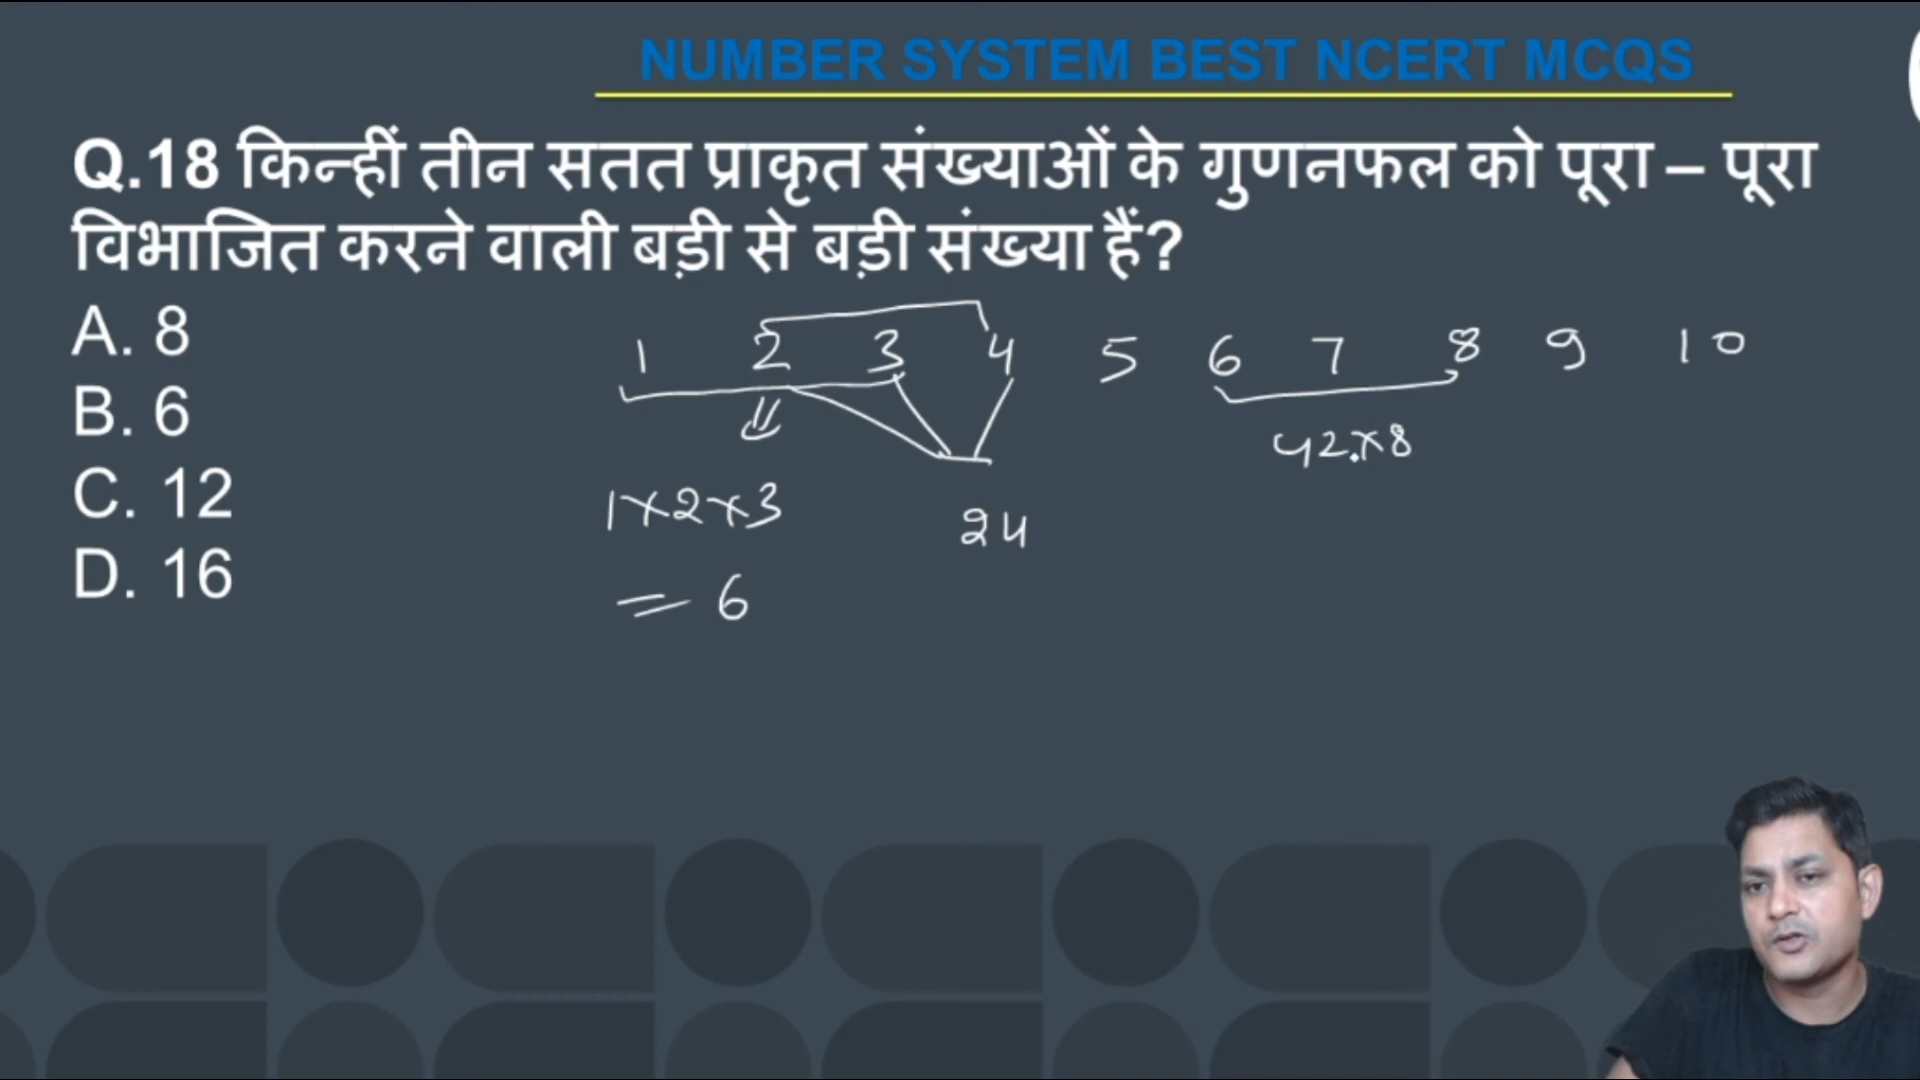 NUMBER SYSTEM BEST NCERT MCQS
Q.18 किन्हीं तीन सतत प्राकृत संख्याओं के गुणनफल को पूरा – पूरा
विभाजित करने वाली बड़ी से बड़ी संख्या हैं?
A. 8
B. 6
C. 12
D. 16
1 2 3 4 5 6 7 8 9 10
42.×8
1×2×3
24
= 6